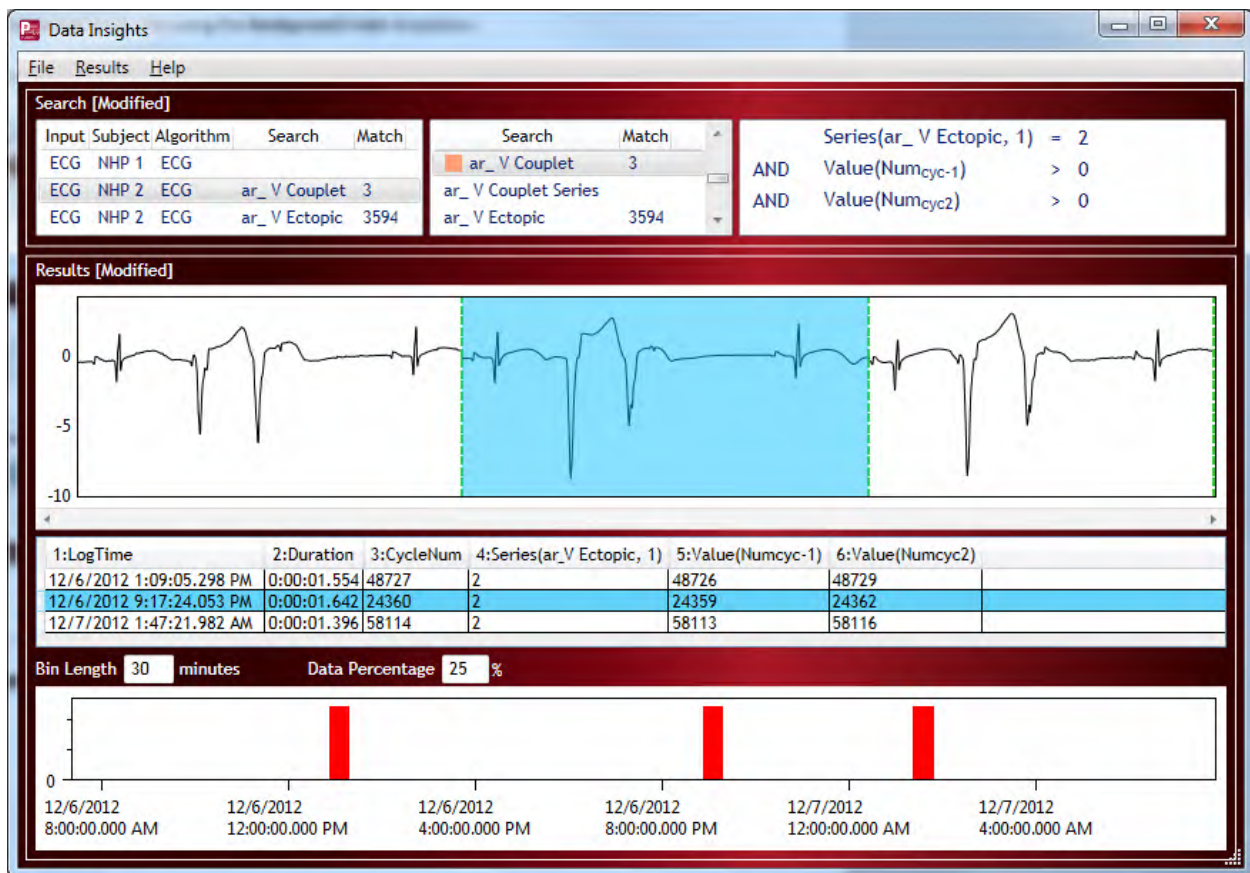 Data Insights
File Results Help
Search [Modified]
Input Subject Algorithm Search Match
ECG NHP 1 ECG
ECG NHP 2 ECG ar_ V Couplet 3
ECG NHP 2 ECG ar_ V Ectopic 3594
Search Match
ar_ V Couplet 3
ar_ V Couplet Series
ar_ V Ectopic 3594
Series(ar_ V Ectopic, 1) = 2
AND Value(Numcyc-1) > 0
AND Value(Numcyc2) > 0
Results [Modified]
0
-5
-10
1:LogTime 2:Duration 3:CycleNum 4:Series(ar_V Ectopic, 1) 5:Value(Numcyc-1) 6:Value(Numcyc2)
12/6/2012 1:09:05.298 PM 0:00:01.554 48727 2 48726 48729
12/6/2012 9:17:24.053 PM 0:00:01.642 24360 2 24359 24362
12/7/2012 1:47:21.982 AM 0:00:01.396 58114 2 58113 58116
Bin Length 30 minutes Data Percentage 25 %
0
12/6/2012 12/6/2012 12/6/2012 12/6/2012 12/7/2012 12/7/2012
8:00:00.000 AM 12:00:00.000 PM 4:00:00.000 PM 8:00:00.000 PM 12:00:00.000 AM 4:00:00.000 AM